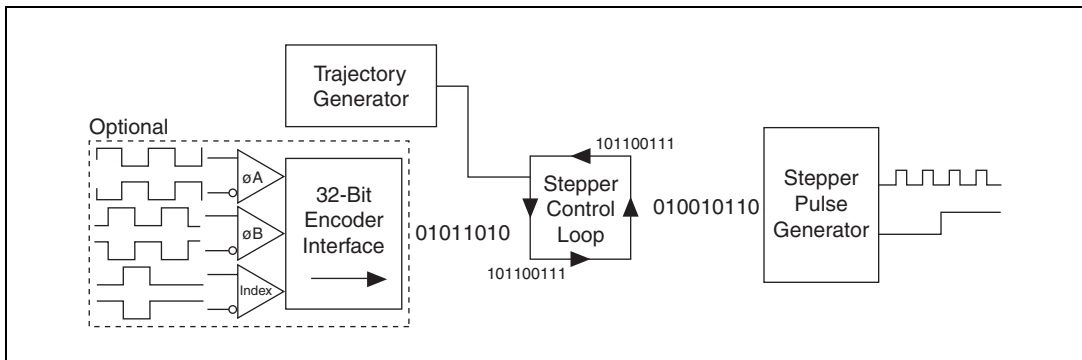 Trajectory
Generator
Optional
øA
øB
Index
32-Bit
Encoder
Interface
01011010
101100111
Stepper
Control
Loop
101100111
010010110
Stepper
Pulse
Generator